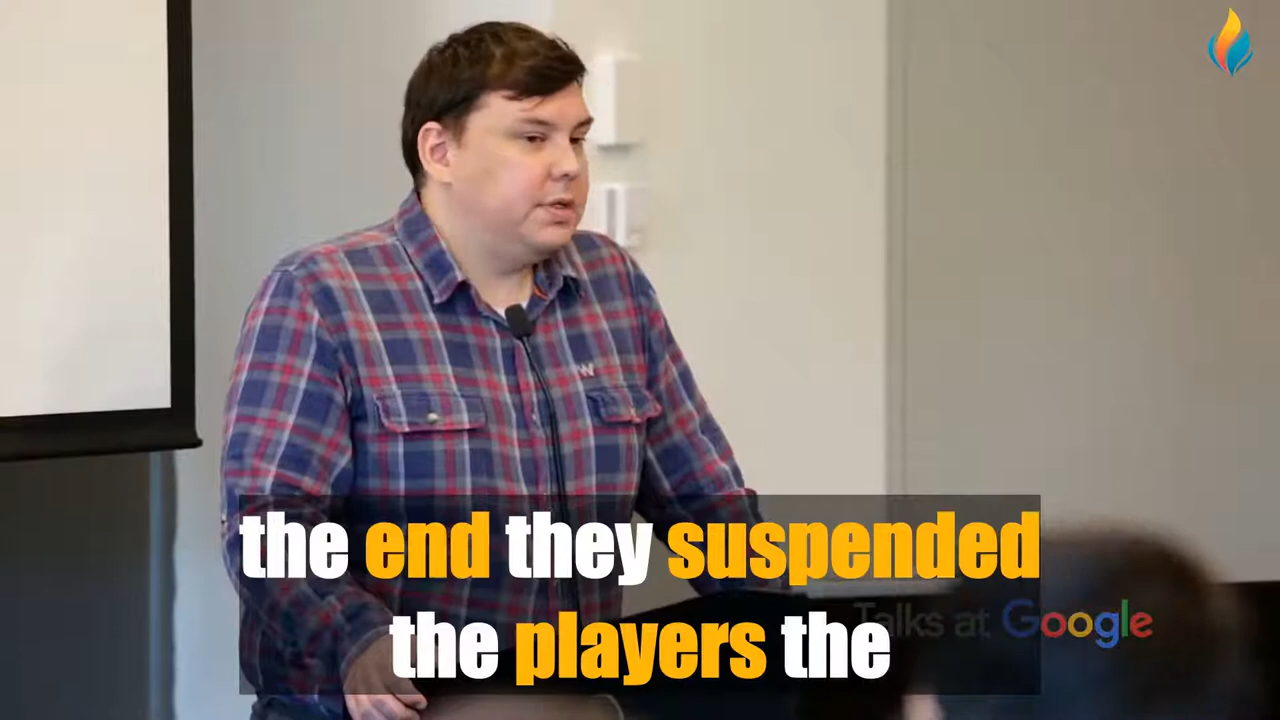 W
the end they suspended
the players the
Talks at Google